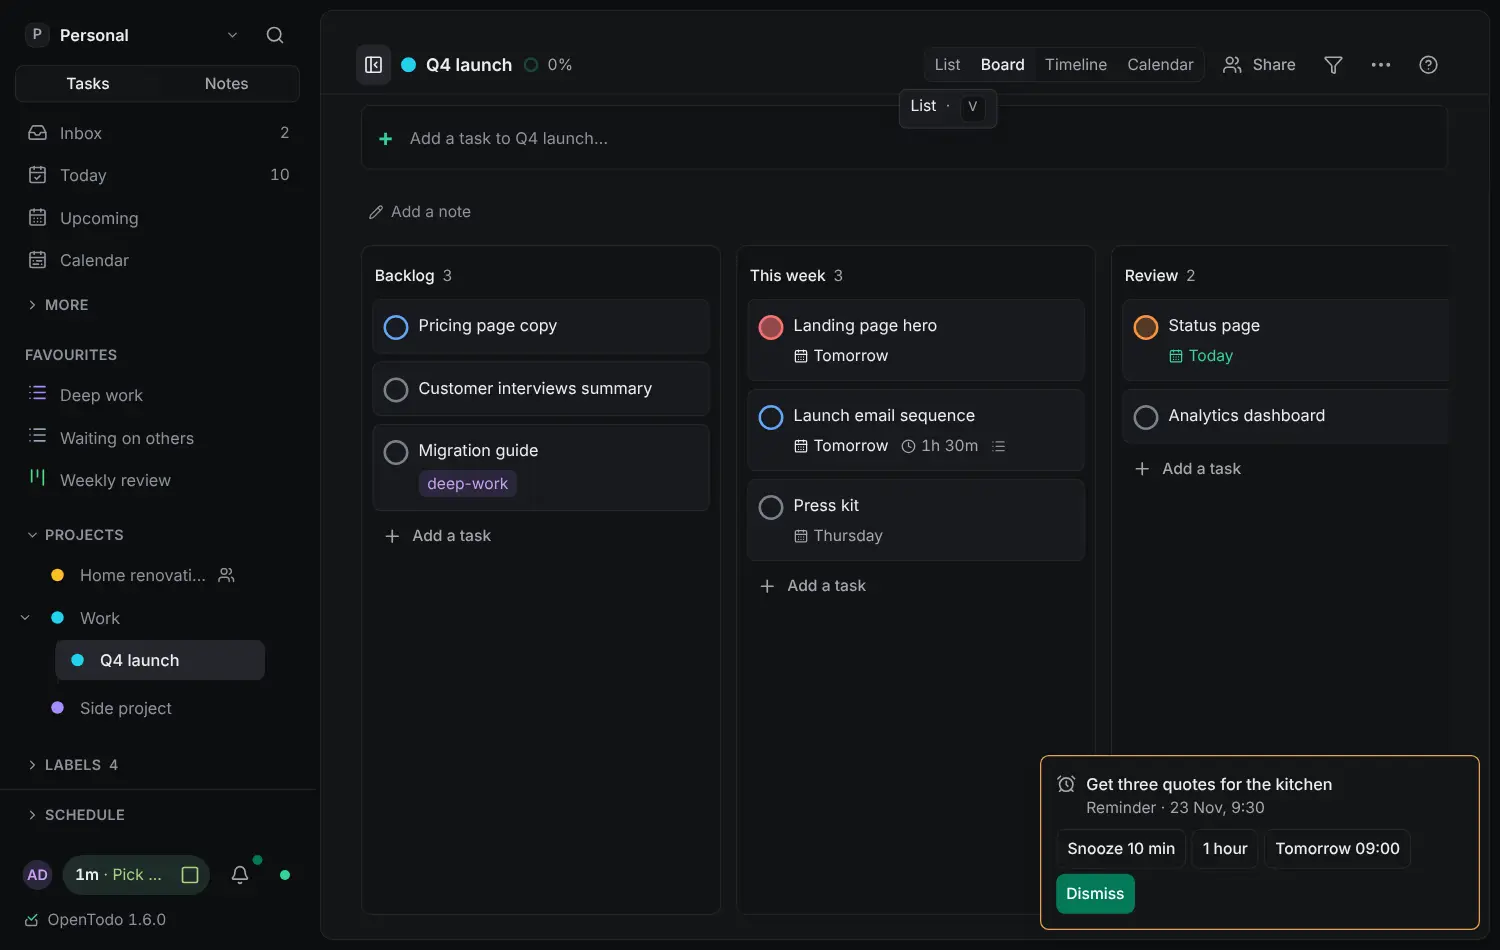 P Personal
Tasks Notes
Inbox 2
Today 10
Upcoming
Calendar
MORE
FAVOURITES
Deep work
Waiting on others
Weekly review
PROJECTS
Home renovati...
Work
Q4 launch
Side project
LABELS 4
SCHEDULE
AD 1m · Pick ...
OpenTodo 1.6.0
Q4 launch 0%
List Board Timeline Calendar Share
List · V
Add a task to Q4 launch...
Add a note
Backlog 3
Pricing page copy
Customer interviews summary
Migration guide
deep-work
Add a task
This week 3
Landing page hero
Tomorrow
Launch email sequence
Tomorrow 1h 30m
Press kit
Thursday
Add a task
Review 2
Status page
Today
Analytics dashboard
Add a task
Get three quotes for the kitchen
Reminder · 23 Nov, 9:30
Snooze 10 min 1 hour Tomorrow 09:00
Dismiss